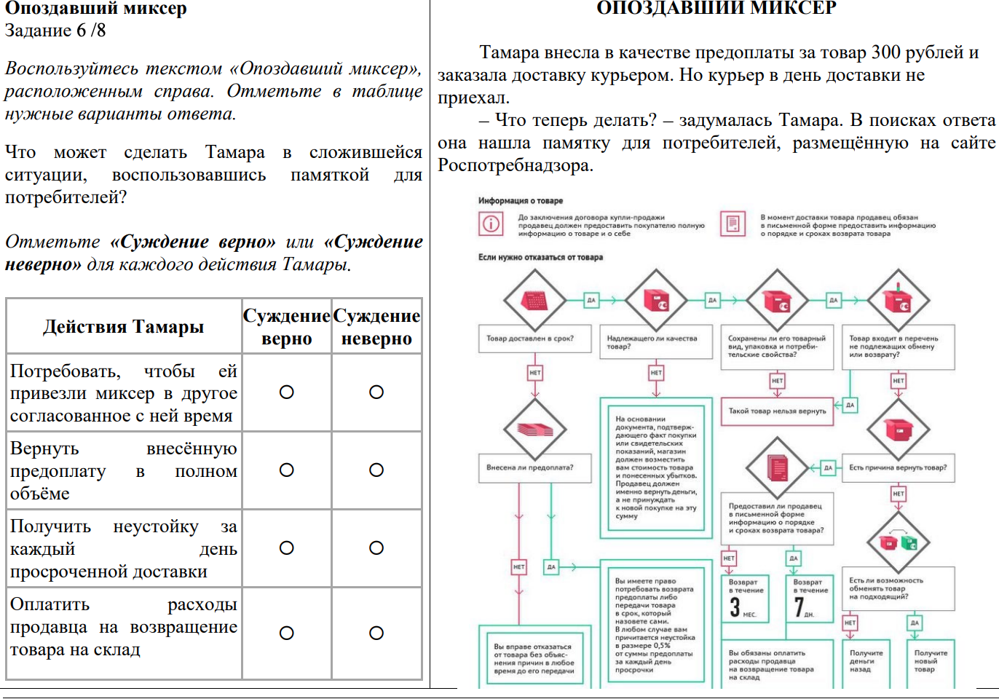 Опоздавший миксер
Задание 6 /8
Воспользуйтесь текстом «Опоздавший миксер»,
расположенным справа. Отметьте в таблице
нужные варианты ответа.
Что может сделать Тамара в сложившейся
ситуации, воспользовавшись памяткой для
потребителей?
Отметьте «Суждение верно» или «Суждение
неверно» для каждого действия Тамары.
Действия Тамары
Суждение
верно
Суждение
неверно
Потребовать, чтобы ей
привезли миксер в другое
согласованное с ней время
Вернуть внесённую
предоплату в полном
объёме
Получить неустойку за
каждый день
просроченной доставки
Оплатить расходы
продавца на возвращение
товара на склад
ОПОЗДАВШИЙ МИКСЕР
Тамара внесла в качестве предоплаты за товар 300 рублей и
заказала доставку курьером. Но курьер в день доставки не
приехал.
– Что теперь делать? – задумалась Тамара. В поисках ответа
она нашла памятку для потребителей, размещённую на сайте
Роспотребнадзора.
Информация о товаре
До заключения договора купли-продажи
продавец должен предоставить покупателю полную
информацию о товаре и о себе
В момент доставки товара продавец обязан
в письменной форме предоставить информацию
о порядке и сроках возврата товара
Если нужно отказаться от товара
ДА
ДА
ДА
Товар доставлен в срок?
Надлежащего ли качества
товар?
Сохранены ли его товарный
вид, упаковка и потреби-
тельские свойства?
Товар входит в перечень
не подлежащих обмену
или возврату?
НЕТ
НЕТ
НЕТ
НЕТ
ДА
Такой товар нельзя вернуть
На основании
документа, подтверж-
дающего факт покупки
или свидетельских
показаний, магазин
должен возместить
вам стоимость товара
и понесенных убытков.
Продавец должен
именно вернуть деньги,
а не принуждать
к новой покупке на эту
сумму
Внесена ли предоплата?
ДА
Есть ли причина вернуть товар?
НЕТ
Предоставил ли продавец
в письменной форме
информацию о порядке
и сроках возврата товара?
НЕТ
ДА
НЕТ
ДА
Возврат
в течение
3 МЕС.
Возврат
в течение
7 ДН.
Есть ли возможность
обменять товар
на подходящий?
НЕТ
ДА
Вы вправе отказаться
от товара без объяс-
нения причин в любое
время до его передачи
Вы имеете право
потребовать возврата
предоплаты либо
передачи товара
в срок, который
назовете сами.
В любом случае вам
причитается неустойка
в размере 0,5%
от суммы предоплаты
за каждый день
просрочки
Вы обязаны оплатить
расходы продавца
на возвращение товара
на склад
Получите
деньги
назад
Получите
новый
товар